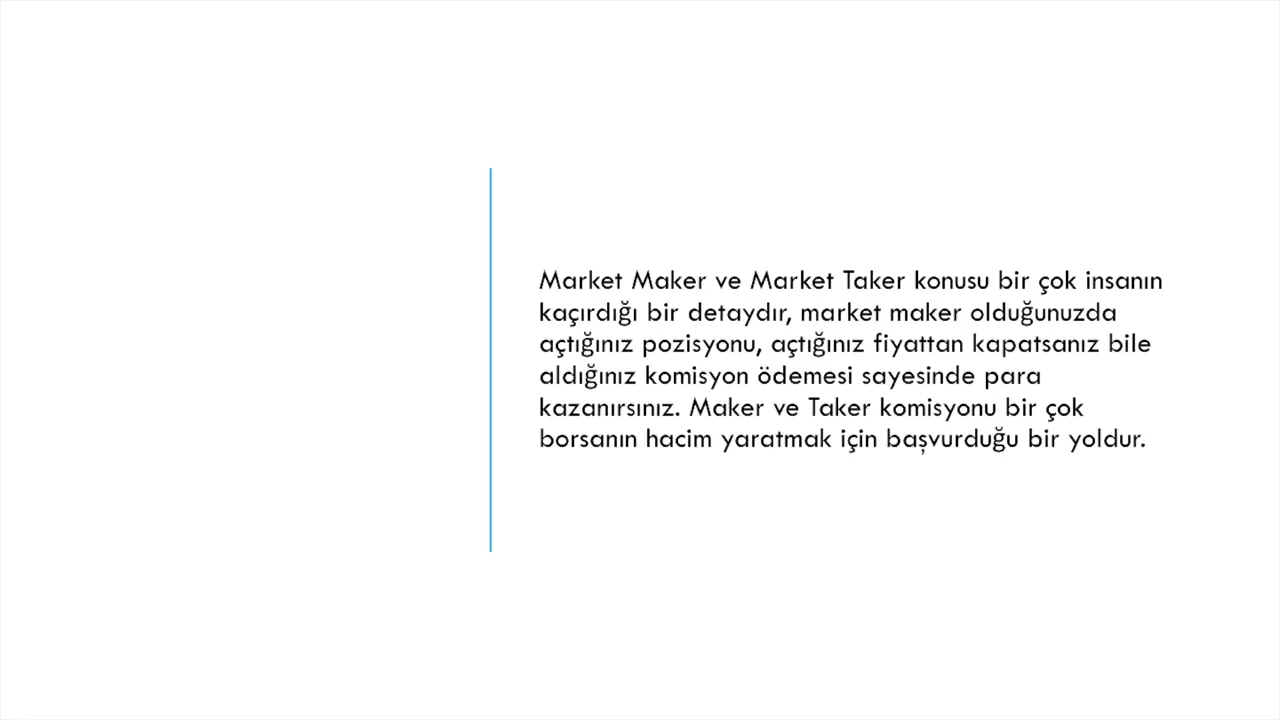 Market Maker ve Market Taker konusu bir çok insanın
kaçırdığı bir detaydır, market maker olduğunuzda
açtığınız pozisyonu, açtığınız fiyattan kapatsanız bile
aldığınız komisyon ödemesi sayesinde para
kazanırsınız. Maker ve Taker komisyonu bir çok
borsanın hacim yaratmak için başvurduğu bir yoldur.